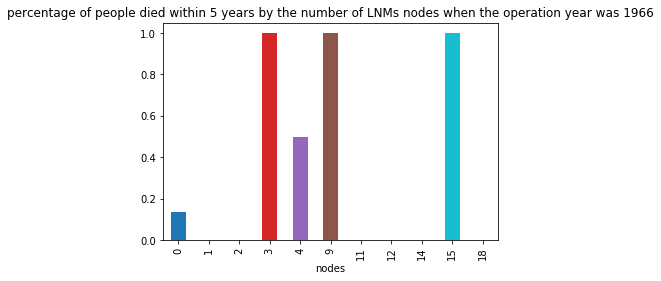 percentage of people died within 5 years by the number of LNMs nodes when the operation year was 1966
1.0
0.8
0.6
0.4
0.2
0.0
0 1 2 3 4 9 11 12 14 15 18
nodes